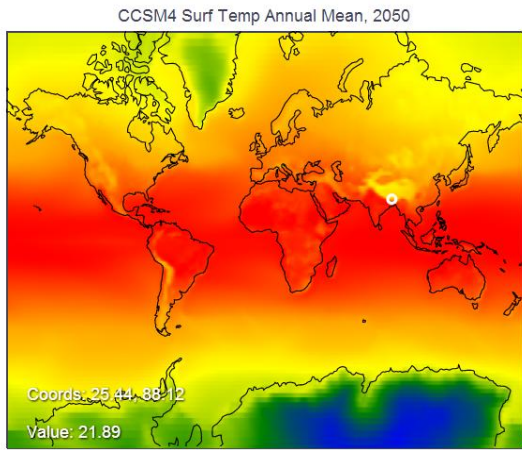 CCSM4 Surf Temp Annual Mean, 2050
Coords: 25.44, 88.12
Value: 21.89